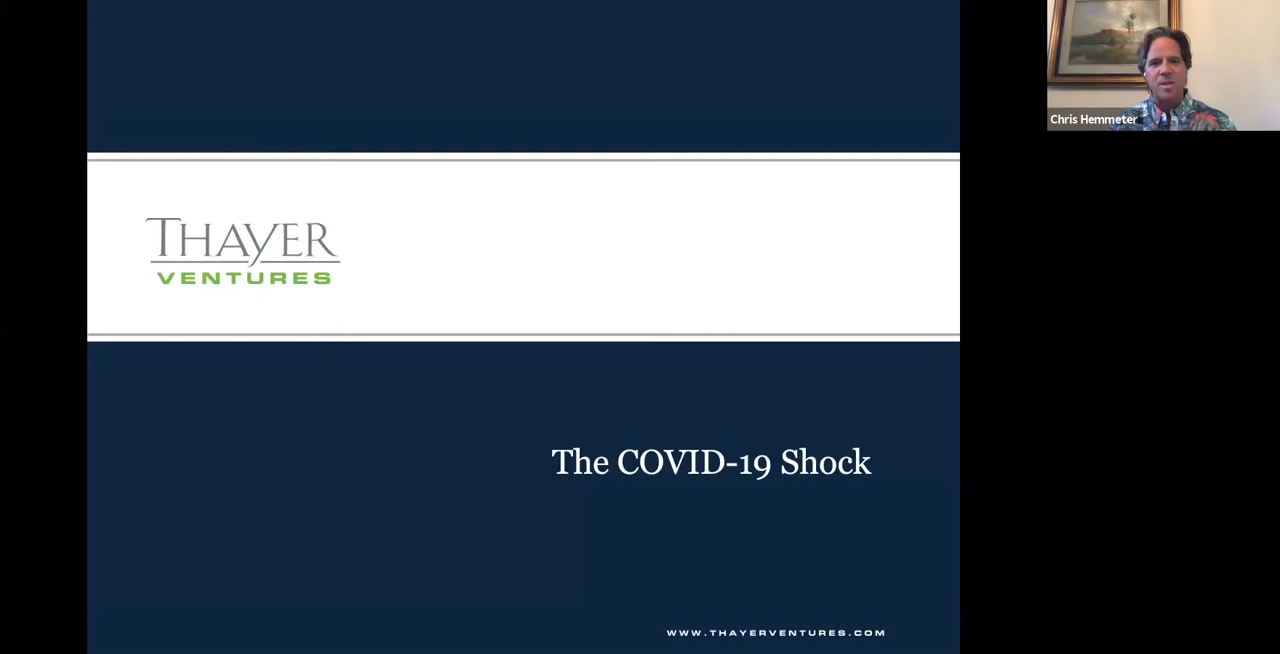 THAYER
VENTURES
The COVID-19 Shock
WWW.THAYERVENTURES.COM
Chris Hemmeter